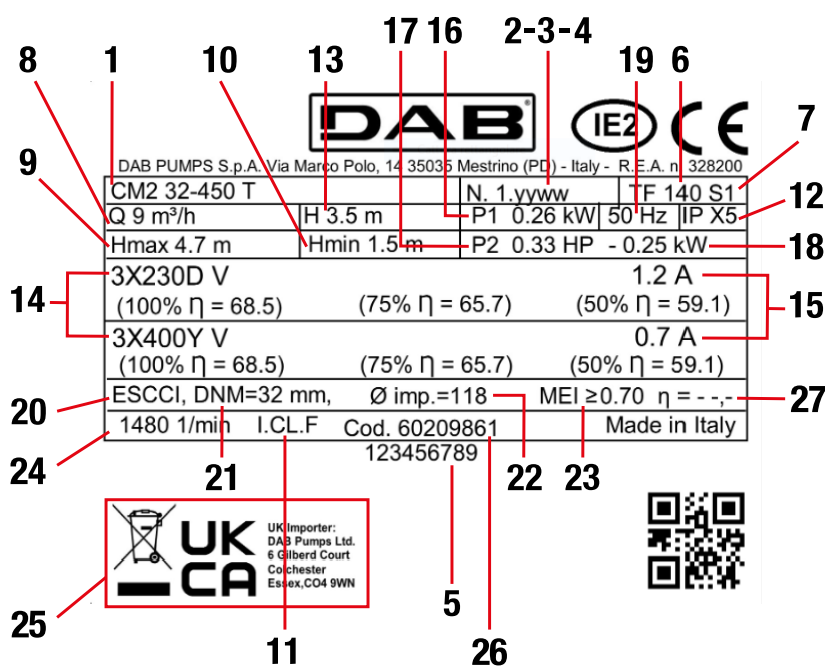 17 16 2-3-4
8 1 10 13 19 6
DAB IE2 CE
7
9 DAB PUMPS S.p.A. Via Marco Polo, 14 35035 Mestrino (PD) - Italy - R.E.A. n. 328200
CM2 32-450 T N. 1.yyww TF 140 S1
12
Q 9 m³/h H 3.5 m P1 0.26 kW 50 Hz IP X5
Hmax 4.7 m Hmin 1.5 m P2 0.33 HP - 0.25 kW 18
3X230D V 1.2 A
14 (100% Ƞ = 68.5) (75% Ƞ = 65.7) (50% Ƞ = 59.1) 15
3X400Y V 0.7 A
(100% Ƞ = 68.5) (75% Ƞ = 65.7) (50% Ƞ = 59.1)
20 ESCCI, DNM=32 mm, Ø imp.=118 MEI ≥0.70 η = - -,- 27
1480 1/min I.CL.F Cod. 60209861 Made in Italy
24 123456789
21 22 23
UK CA
UK Importer:
DAB Pumps Ltd.
6 Gilberd Court
Colchester
Essex,CO4 9WN
5
25 11 26